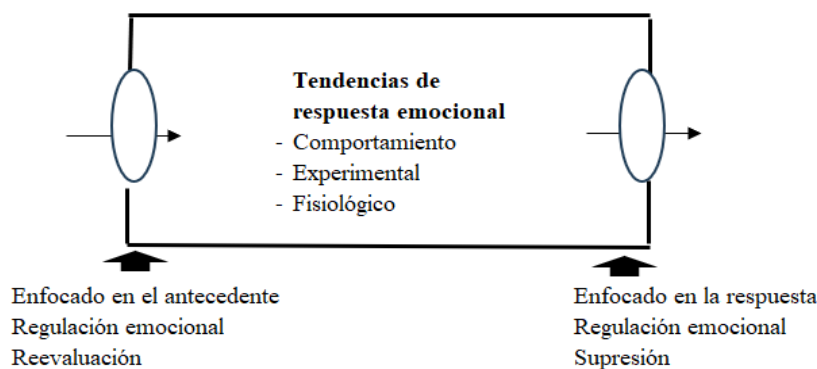 Tendencias de
respuesta emocional
- Comportamiento
- Experimental
- Fisiológico
Enfocado en el antecedente
Regulación emocional
Reevaluación
Enfocado en la respuesta
Regulación emocional
Supresión